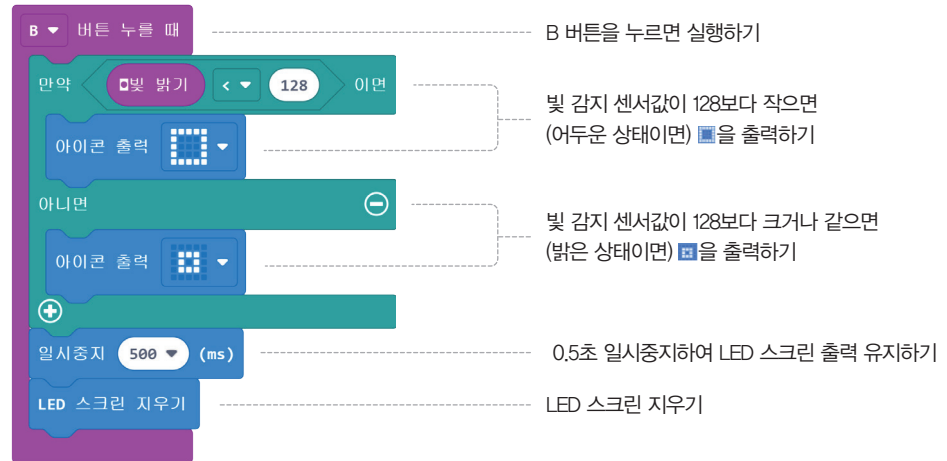 B 버튼 누를 때
B 버튼을 누르면 실행하기
만약 빛 밝기 < 128 이면
빛 감지 센서값이 128보다 작으면
(어두운 상태이면) 을 출력하기
아이콘 출력
아니면
빛 감지 센서값이 128보다 크거나 같으면
(밝은 상태이면) 을 출력하기
아이콘 출력
일시중지 500 (ms)
0.5초 일시중지하여 LED 스크린 출력 유지하기
LED 스크린 지우기
LED 스크린 지우기